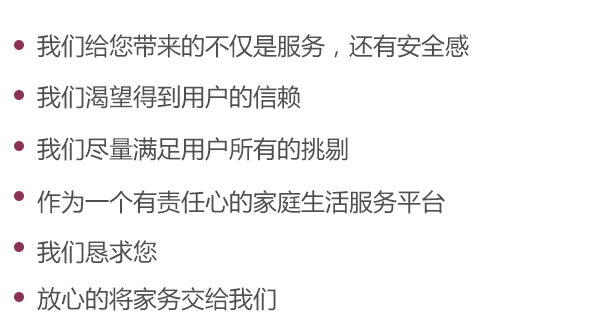 我们给您带来的不仅是服务，还有安全感
我们渴望得到用户的信赖
我们尽量满足用户所有的挑剔
作为一个有责任心的家庭生活服务平台
我们恳求您
放心的将家务交给我们